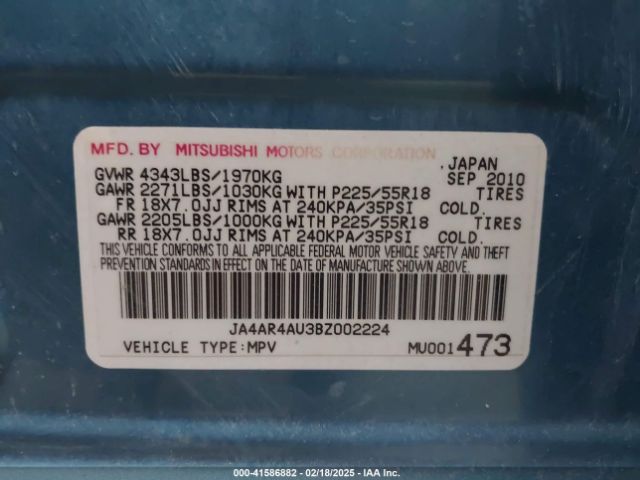 MFD. BY MITSUBISHI MOTORS CORPORATION , JAPAN
GVWR 4343LBS/1970KG SEP 2010
GAWR 2271LBS/1030KG WITH P225/55R18 TIRES
FR 18X7.0JJ RIMS AT 240KPA/35PSI COLD.
GAWR 2205LBS/1000KG WITH P225/55R18 TIRES
RR 18X7.0JJ RIMS AT 240KPA/35PSI COLD.
THIS VEHICLE CONFORMS TO ALL APPLICABLE FEDERAL MOTOR VEHICLE SAFETY AND THEFT
PREVENTION STANDARDS IN EFFECT ON THE DATE OF MANUFACTURE SHOWN ABOVE.
JA4AR4AU3BZ002224
VEHICLE TYPE:MPV MU001473
000-41586882 - 02/18/2025 - IAA Inc.